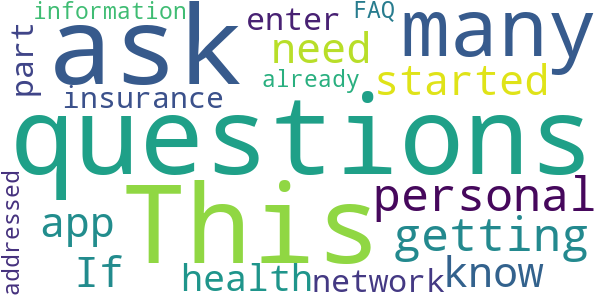 information
ask
enter
FAQ
many
part
need
already
started
insurance
questions
This
personal
addressed
app
getting
If
health
network
know